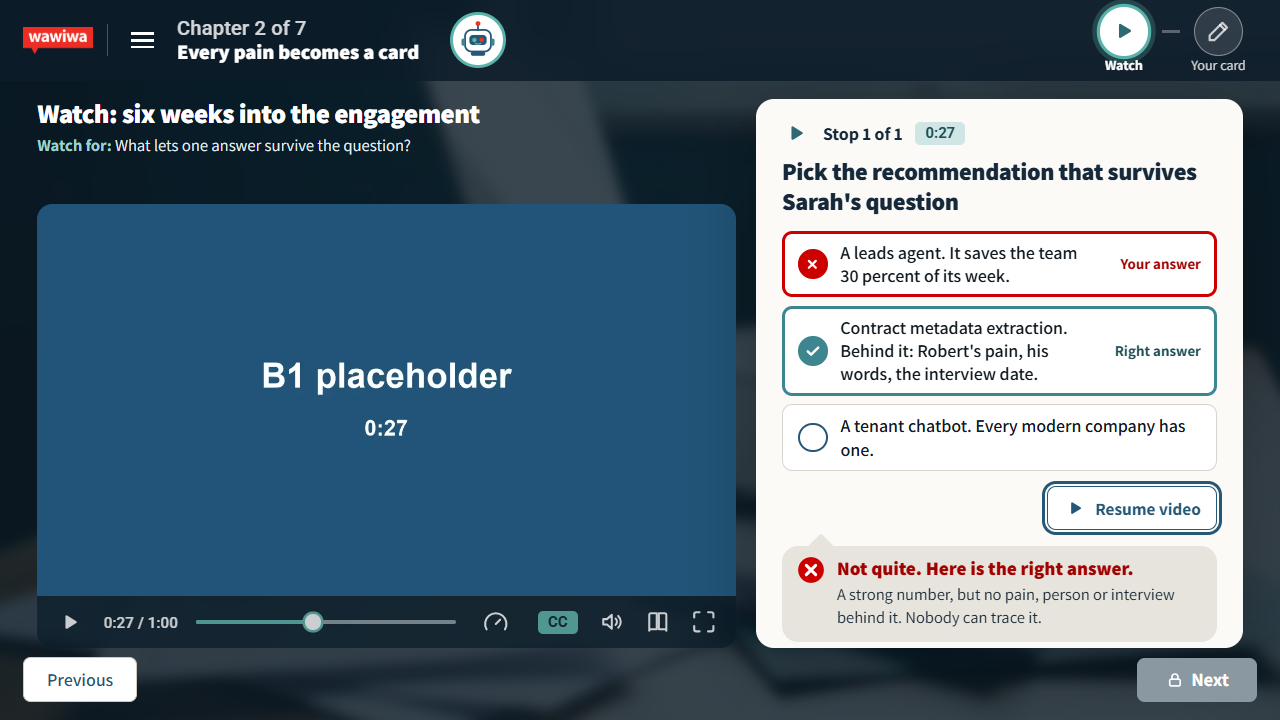 wawiwa
Chapter 2 of 7
Every pain becomes a card
Watch
Your card
Watch: six weeks into the engagement
Watch for: What lets one answer survive the question?
B1 placeholder
0:27
0:27 / 1:00
CC
Stop 1 of 1
0:27
Pick the recommendation that survives
Sarah's question
A leads agent. It saves the team
30 percent of its week.
Your answer
Contract metadata extraction.
Behind it: Robert's pain, his
words, the interview date.
Right answer
A tenant chatbot. Every modern company has
one.
Resume video
Not quite. Here is the right answer.
A strong number, but no pain, person or interview
behind it. Nobody can trace it.
Previous
Next